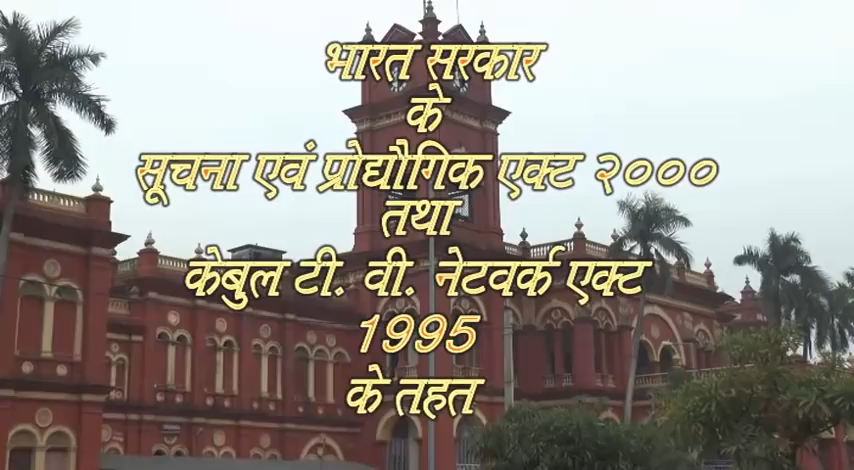 भारत सरकार
के
सूचना एवं प्रोद्यौगिक एक्ट २०००
तथा
केबुल टी. वी. नेटवर्क एक्ट
1995
के तहत